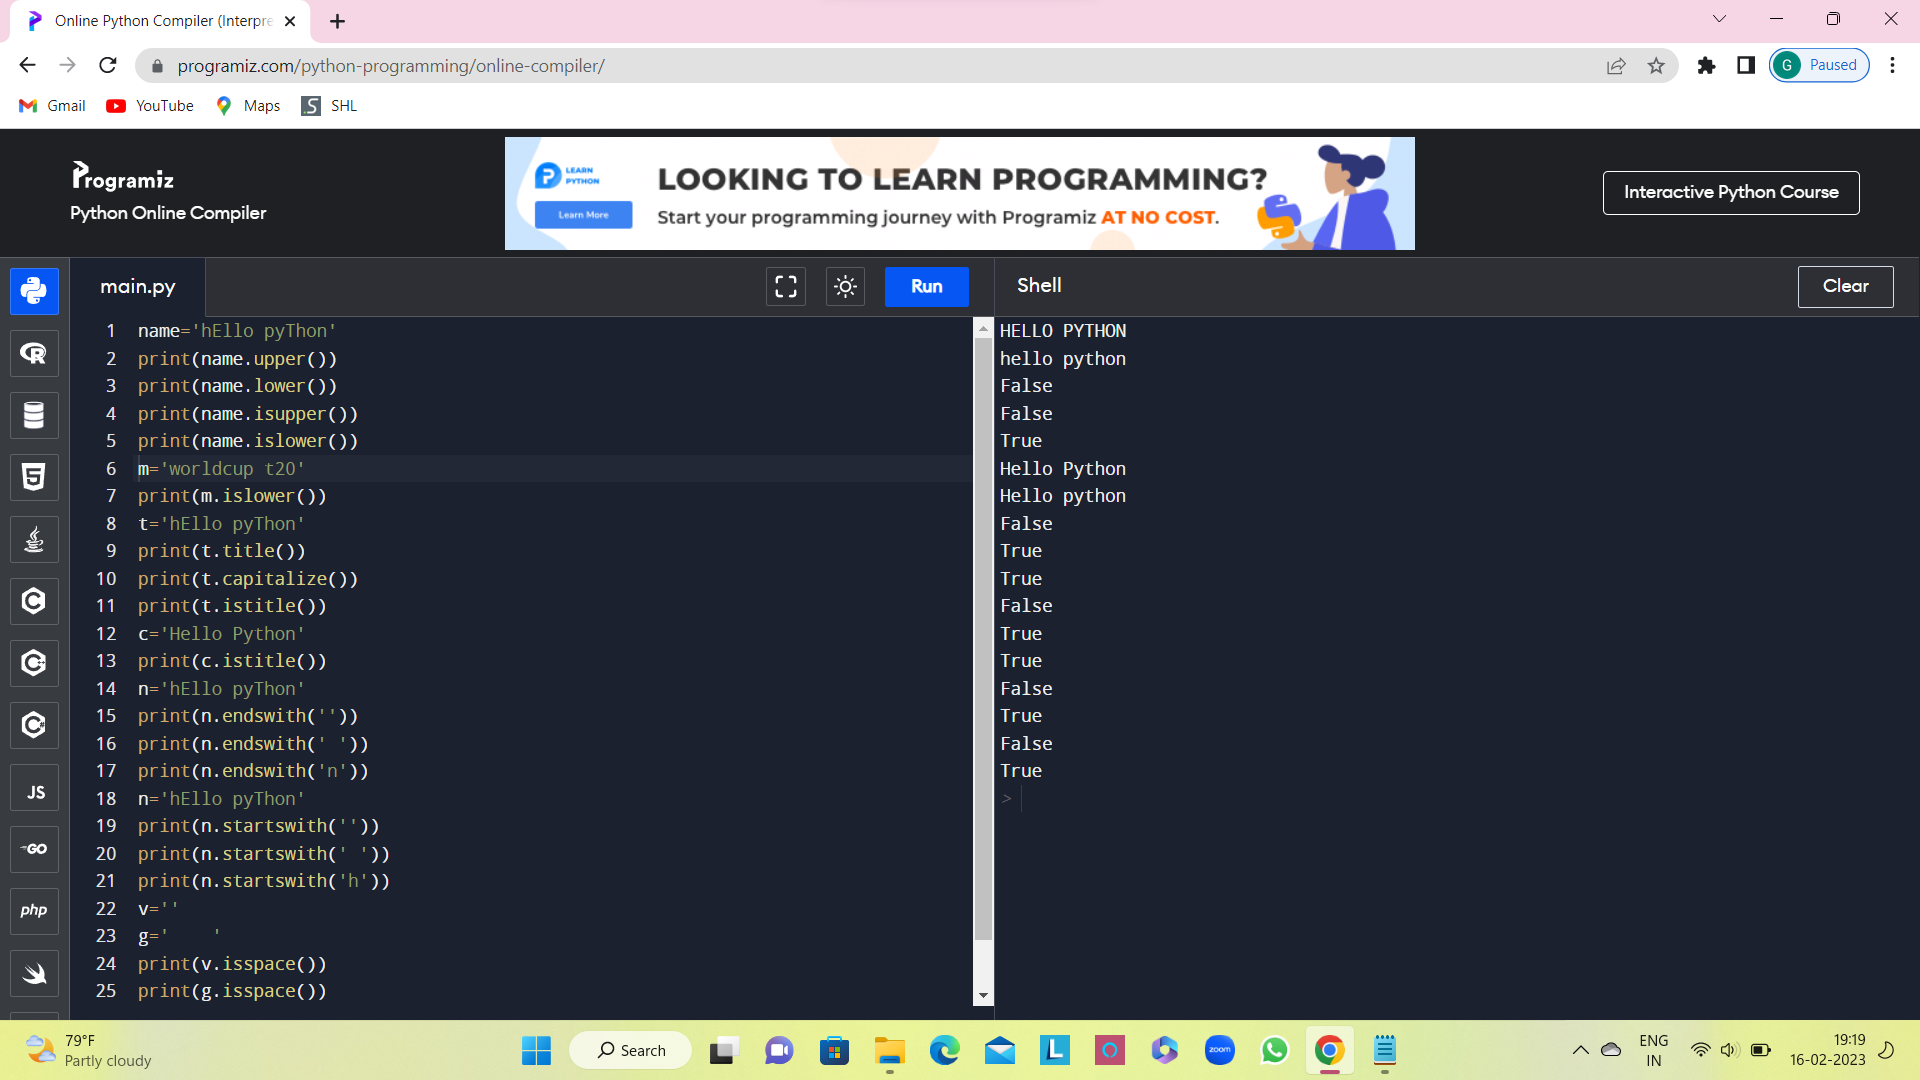 Online Python Compiler (Interpre
programiz.com/python-programming/online-compiler/
G Paused
Gmail YouTube Maps SHL
Programiz
Python Online Compiler
LEARN PYTHON
Learn More
LOOKING TO LEARN PROGRAMMING?
Start your programming journey with Programiz AT NO COST.
Interactive Python Course
main.py
Run
Shell
Clear
1 name='hEllo pyThon'
2 print(name.upper())
3 print(name.lower())
4 print(name.isupper())
5 print(name.islower())
6 m='worldcup t20'
7 print(m.islower())
8 t='hEllo pyThon'
9 print(t.title())
10 print(t.capitalize())
11 print(t.istitle())
12 c='Hello Python'
13 print(c.istitle())
14 n='hEllo pyThon'
15 print(n.endswith(''))
16 print(n.endswith(' '))
17 print(n.endswith('n'))
18 n='hEllo pyThon'
19 print(n.startswith(''))
20 print(n.startswith(' '))
21 print(n.startswith('h'))
22 v=''
23 g='    '
24 print(v.isspace())
25 print(g.isspace())
HELLO PYTHON
hello python
False
False
True
Hello Python
Hello python
False
True
True
False
True
True
False
True
False
True
>
R
5
C
C
C
JS
GO
php
79°F
Partly cloudy
Search
L
zoom
ENG
IN
19:19
16-02-2023